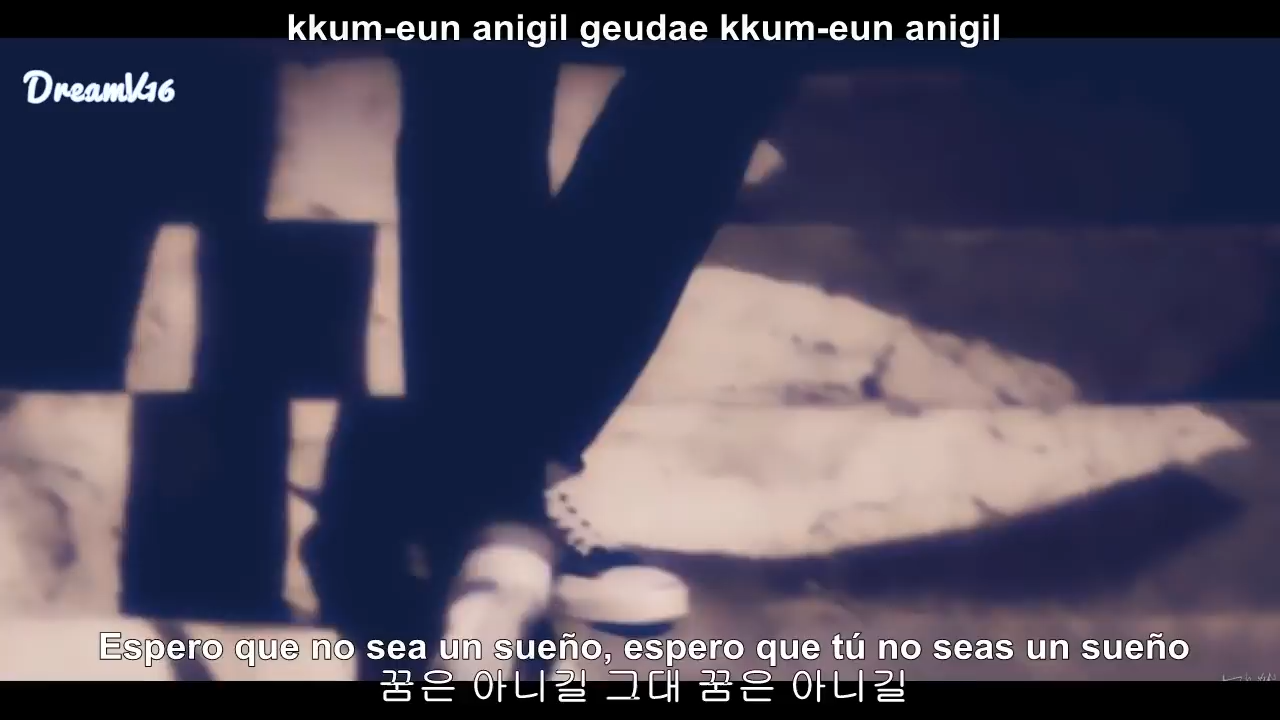 kkum-eun anigil geudae kkum-eun anigil
DreamV16
Espero que no sea un sueño, espero que tú no seas un sueño
꿈은 아니길 그대 꿈은 아니길